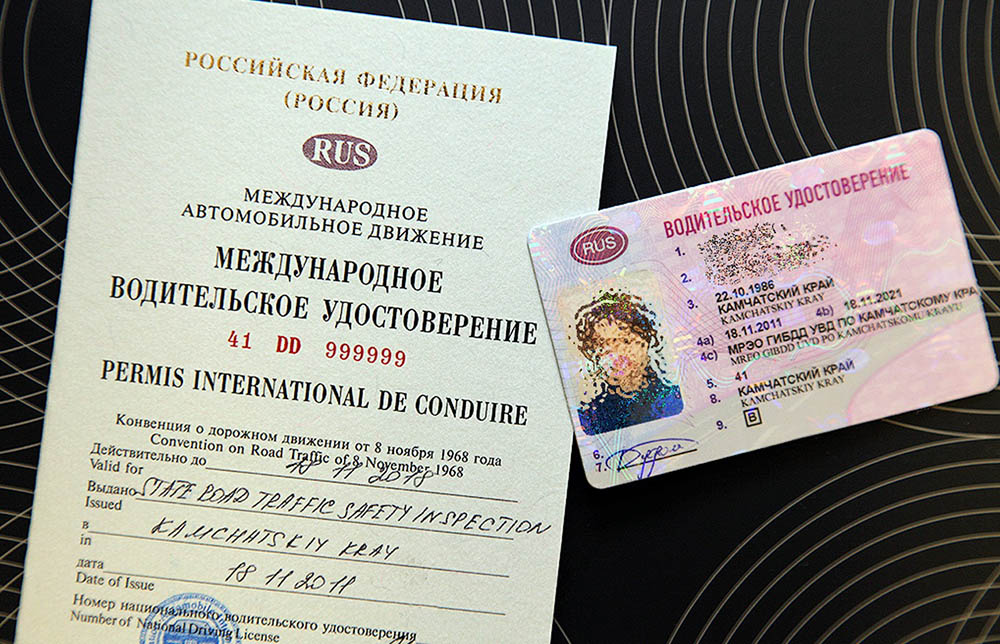 РОССИЙСКАЯ ФЕДЕРАЦИЯ
(РОССИЯ)
RUS
МЕЖДУНАРОДНОЕ
АВТОМОБИЛЬНОЕ ДВИЖЕНИЕ
МЕЖДУНАРОДНОЕ
ВОДИТЕЛЬСКОЕ УДОСТОВЕРЕНИЕ
41 DD 999999
PERMIS INTERNATIONAL DE CONDUIRE
Конвенция о дорожном движении от 8 ноября 1968 года
Convention on Road Traffic of 8 November 1968
Действительно до 18 11 2018
Valid for
Выдано STATE ROAD TRAFFIC SAFETY INSPECTION
Issued
в KAMCHATSKIY KRAY
in
дата 18 11 2011
Date of Issue
Номер национального водительского удостоверения
Number of National Driving License
ВОДИТЕЛЬСКОЕ УДОСТОВЕРЕНИЕ
RUS
1.
2.
3. 22.10.1986
КАМЧАТСКИЙ КРАЙ
KAMCHATSKIY KRAY
4a) 18.11.2011 4b) 18.11.2021
4c) МРЭО ГИБДД УВД ПО КАМЧАТСКОМУ КРА
MREO GIBDD UVD PO KAMCHATSKOMU KRAYU
5. 41
8. КАМЧАТСКИЙ КРАЙ
KAMCHATSKIY KRAY
9. B
6.
7.